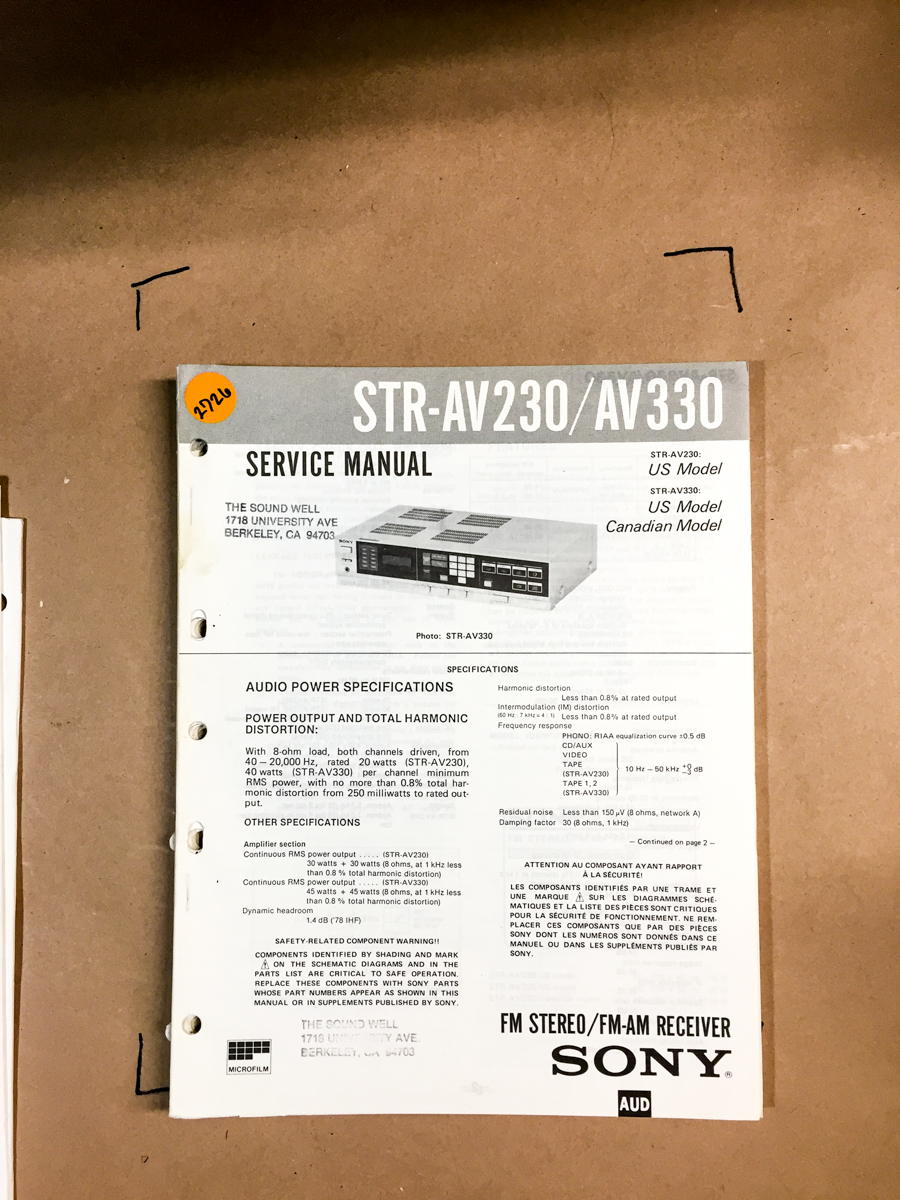 2726
STR-AV230/AV330
SERVICE MANUAL
STR-AV230:
US Model
STR-AV330:
US Model
Canadian Model
THE SOUND WELL
1718 UNIVERSITY AVE
BERKELEY, CA 94703
SONY
Photo: STR-AV330
SPECIFICATIONS
AUDIO POWER SPECIFICATIONS
POWER OUTPUT AND TOTAL HARMONIC
DISTORTION:
With 8-ohm load, both channels driven, from
40 – 20,000 Hz, rated 20 watts (STR-AV230),
40 watts (STR-AV330) per channel minimum
RMS power, with no more than 0.8% total har-
monic distortion from 250 milliwatts to rated out-
put.
OTHER SPECIFICATIONS
Amplifier section
Continuous RMS power output ..... (STR-AV230)
30 watts + 30 watts (8 ohms, at 1 kHz less
than 0.8 % total harmonic distortion)
Continuous RMS power output ..... (STR-AV330)
45 watts + 45 watts (8 ohms, at 1 kHz less
than 0.8 % total harmonic distortion)
Dynamic headroom
1.4 dB ('78 IHF)
SAFETY-RELATED COMPONENT WARNING!!
COMPONENTS IDENTIFIED BY SHADING AND MARK
⚠ ON THE SCHEMATIC DIAGRAMS AND IN THE
PARTS LIST ARE CRITICAL TO SAFE OPERATION.
REPLACE THESE COMPONENTS WITH SONY PARTS
WHOSE PART NUMBERS APPEAR AS SHOWN IN THIS
MANUAL OR IN SUPPLEMENTS PUBLISHED BY SONY.
Harmonic distortion
Less than 0.8% at rated output
Intermodulation (IM) distortion
(60 Hz : 7 kHz = 4 : 1) Less than 0.8% at rated output
Frequency response
PHONO: RIAA equalization curve ±0.5 dB
CD/AUX
VIDEO
TAPE
(STR-AV230)
TAPE 1, 2
(STR-AV330)
10 Hz – 50 kHz +0 −3 dB
Residual noise Less than 150 μV (8 ohms, network A)
Damping factor 30 (8 ohms, 1 kHz)
— Continued on page 2 —
ATTENTION AU COMPOSANT AYANT RAPPORT
À LA SÉCURITÉ!
LES COMPOSANTS IDENTIFIÉS PAR UNE TRAME ET
UNE MARQUE ⚠ SUR LES DIAGRAMMES SCHÉ-
MATIQUES ET LA LISTE DES PIÈCES SONT CRITIQUES
POUR LA SÉCURITÉ DE FONCTIONNEMENT. NE REM-
PLACER CES COMPOSANTS QUE PAR DES PIÈCES
SONY DONT LES NUMÉROS SONT DONNÉS DANS CE
MANUEL OU DANS LES SUPPLÉMENTS PUBLIÉS PAR
SONY.
THE SOUND WELL
1718 UNIVERSITY AVE.
BERKELEY, CA 94703
MICROFILM
FM STEREO/FM-AM RECEIVER
SONY®
AUD